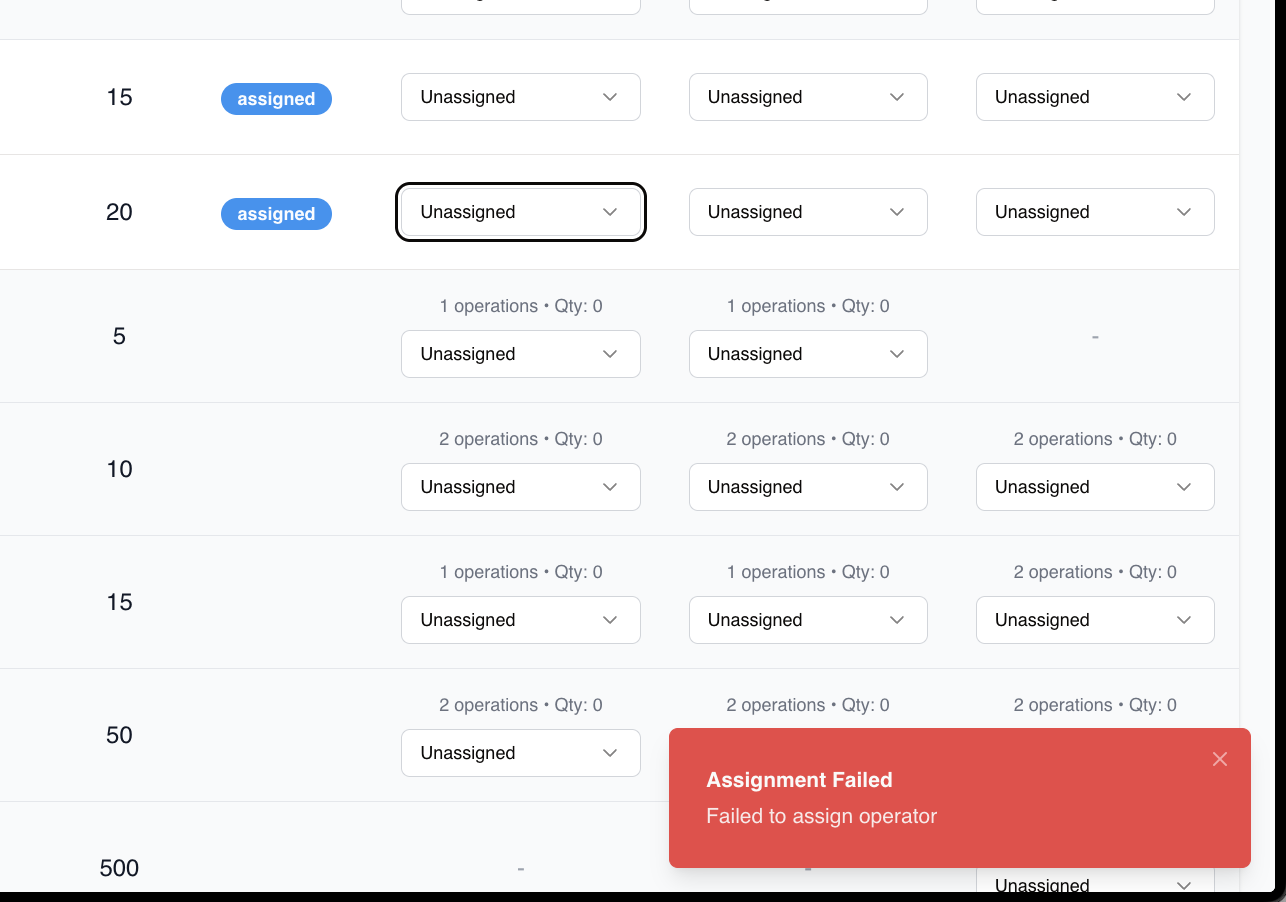 15 assigned Unassigned Unassigned Unassigned
20 assigned Unassigned Unassigned Unassigned
1 operations • Qty: 0 1 operations • Qty: 0
5 Unassigned Unassigned -
2 operations • Qty: 0 2 operations • Qty: 0 2 operations • Qty: 0
10 Unassigned Unassigned Unassigned
1 operations • Qty: 0 1 operations • Qty: 0 2 operations • Qty: 0
15 Unassigned Unassigned Unassigned
2 operations • Qty: 0 2 operations • Qty: 0 2 operations • Qty: 0
50 Unassigned
Assignment Failed
Failed to assign operator
500 - -
Unassigned